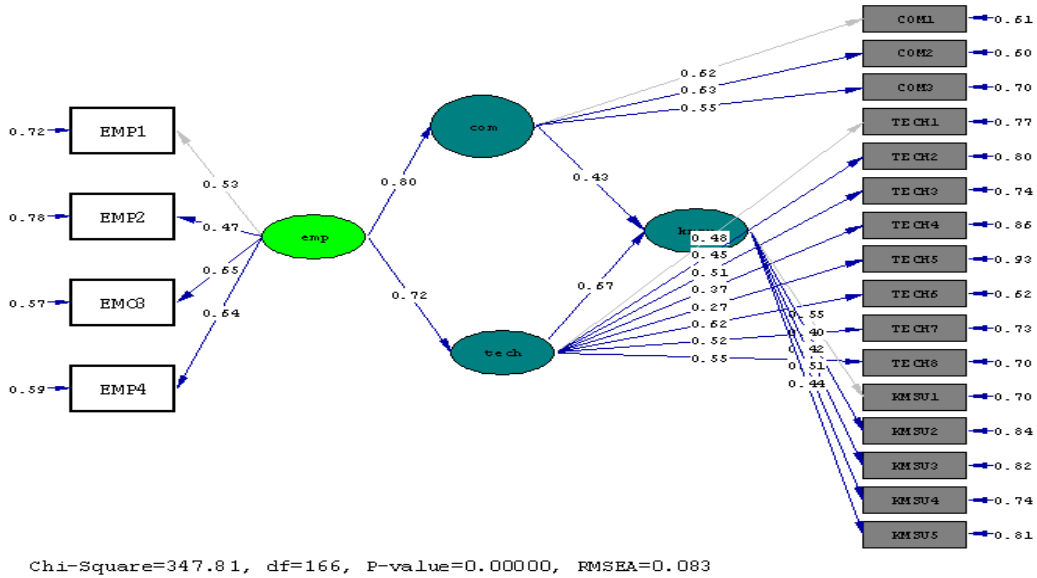 COM1 0.61
COM2 0.60
COM3 0.70
TECH1 0.77
TECH2 0.80
TECH3 0.74
TECH4 0.86
TECH5 0.93
TECH6 0.62
TECH7 0.73
TECH8 0.70
KMSU1 0.70
KMSU2 0.84
KMSU3 0.82
KMSU4 0.74
KMSU5 0.81
0.72 EMP1
0.78 EMP2
0.57 EMO3
0.59 EMP4
emp
com
tech
0.53
0.47
0.65
0.64
0.80
0.72
0.43
0.67
0.62
0.63
0.55
0.48
0.45
0.51
0.37
0.27
0.62
0.52
0.55
0.55
0.40
0.42
0.51
0.44
Chi-Square=347.81, df=166, P-value=0.00000, RMSEA=0.083